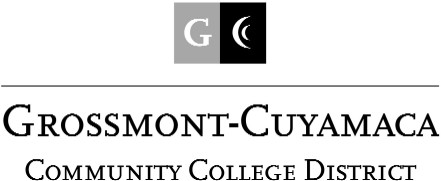 G C
GROSSMONT-CUYAMACA
COMMUNITY COLLEGE DISTRICT